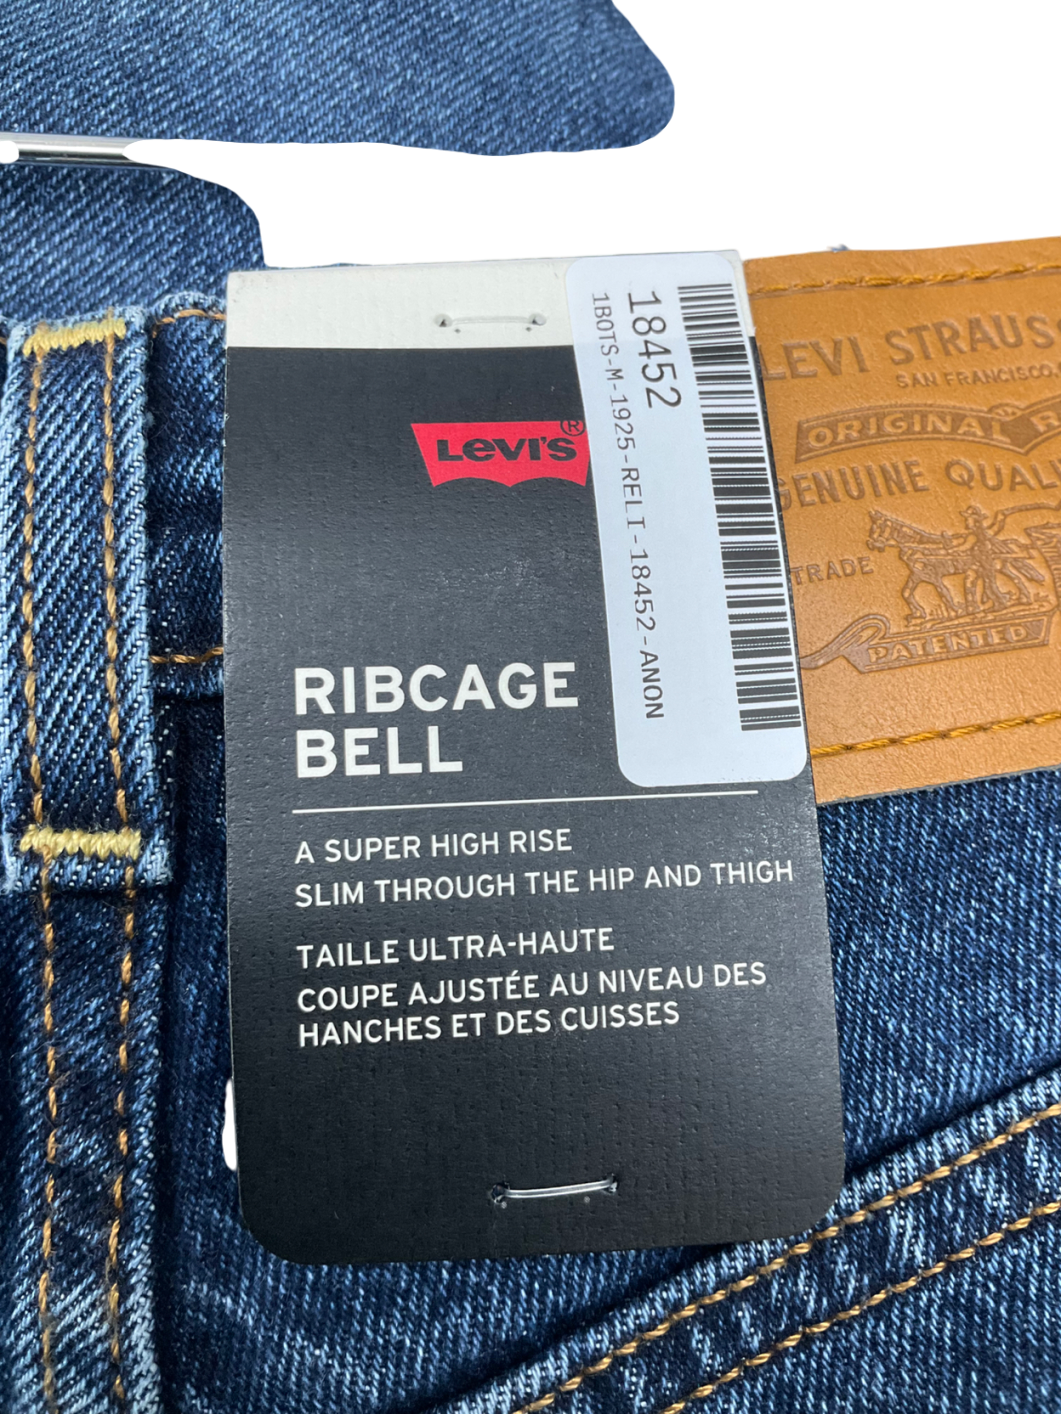 18452
1BOTS-M-1925-RELI-18452-ANON
Levi's®
RIBCAGE
BELL
A SUPER HIGH RISE
SLIM THROUGH THE HIP AND THIGH
TAILLE ULTRA-HAUTE
COUPE AJUSTÉE AU NIVEAU DES
HANCHES ET DES CUISSES
LEVI STRAUS
SAN FRANCISCO,
ORIGINAL R
GENUINE QUAL
TRADE
PATENTED